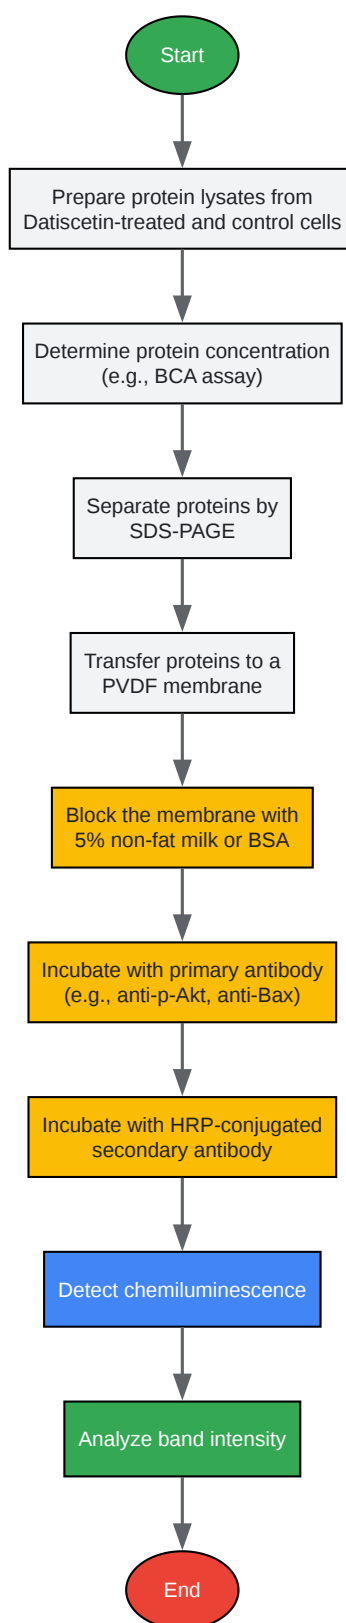 Start
Prepare protein lysates from
Datiscetin-treated and control cells
Determine protein concentration
(e.g., BCA assay)
Separate proteins by
SDS-PAGE
Transfer proteins to a
PVDF membrane
Block the membrane with
5% non-fat milk or BSA
Incubate with primary antibody
(e.g., anti-p-Akt, anti-Bax)
Incubate with HRP-conjugated
secondary antibody
Detect chemiluminescence
Analyze band intensity
End